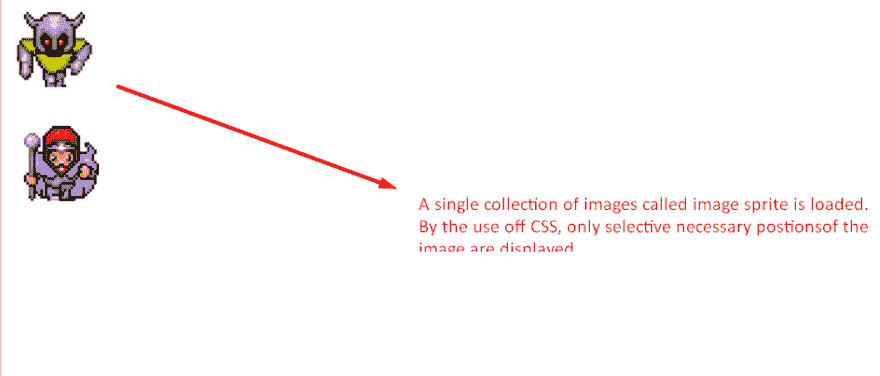 A single collection of images called image sprite is loaded.
By the use off CSS, only selective necessary postionsof the
image are displayed